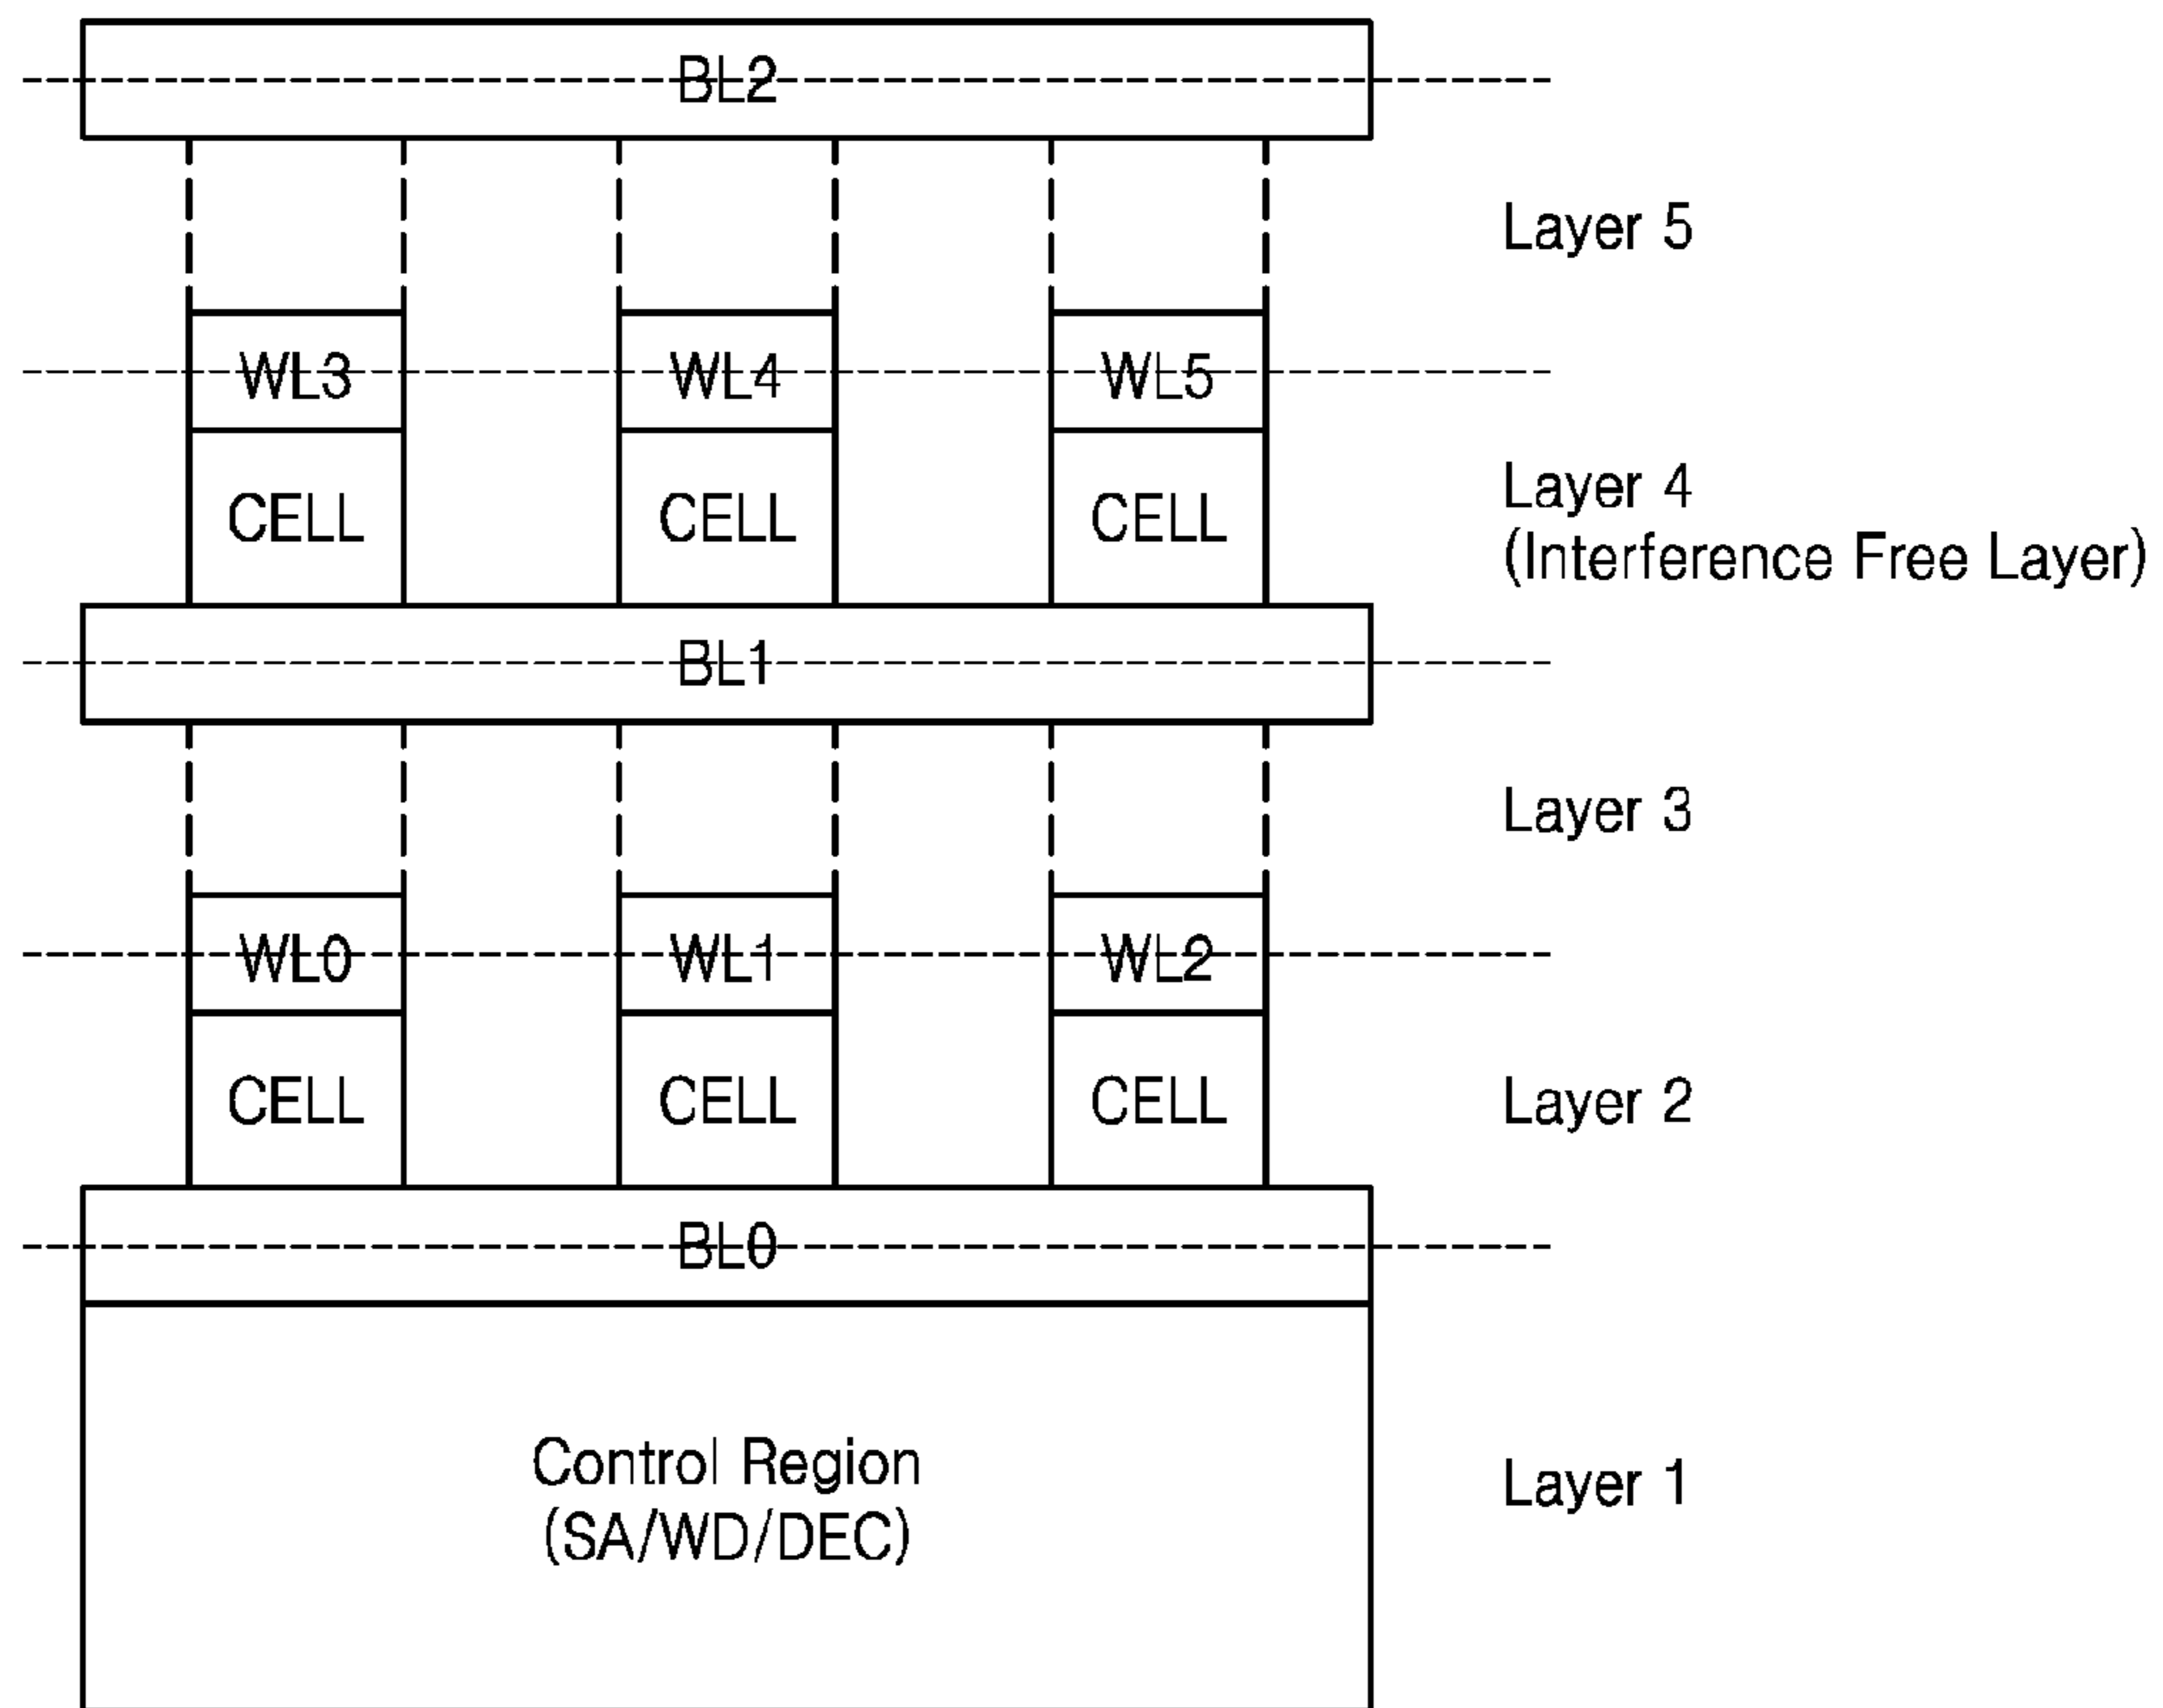 BL2
Layer 5
WL3 WL4 WL5
CELL CELL CELL
Layer 4
(Interference Free Layer)
BL1
Layer 3
WL0 WL1 WL2
CELL CELL CELL
Layer 2
BL0
Control Region
(SA/WD/DEC)
Layer 1